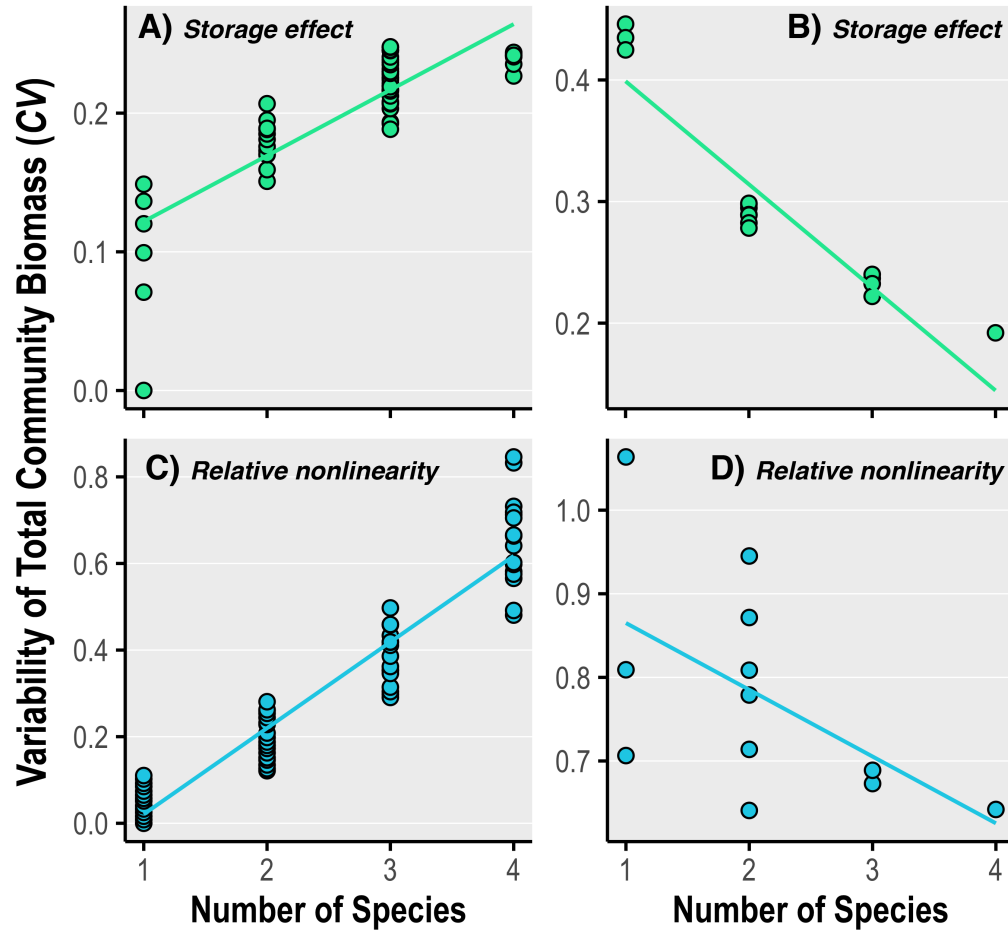 Variability of Total Community Biomass (CV)
A) Storage effect
0.2
0.1
0.0
B) Storage effect
0.4
0.3
0.2
C) Relative nonlinearity
0.8
0.6
0.4
0.2
0.0
1 2 3 4
Number of Species
D) Relative nonlinearity
1.0
0.9
0.8
0.7
1 2 3 4
Number of Species